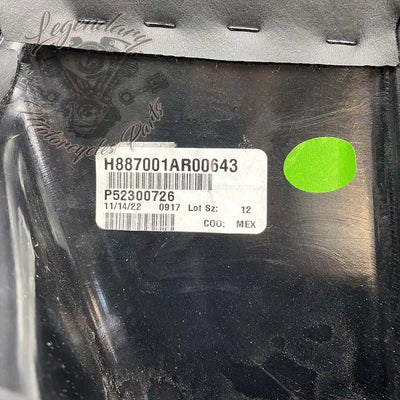 Legendary
Motorcycles Parts
H887001AR00643
P52300726
11/14/22 0917 Lot Sz: 12
COO: MEX